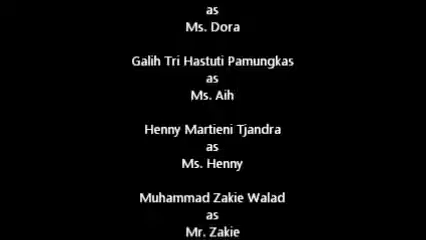 as
Ms. Dora
Galih Tri Hastuti Pamungkas
as
Ms. Aih
Henny Martieni Tjandra
as
Ms. Henny
Muhammad Zakie Walad
as
Mr. Zakie